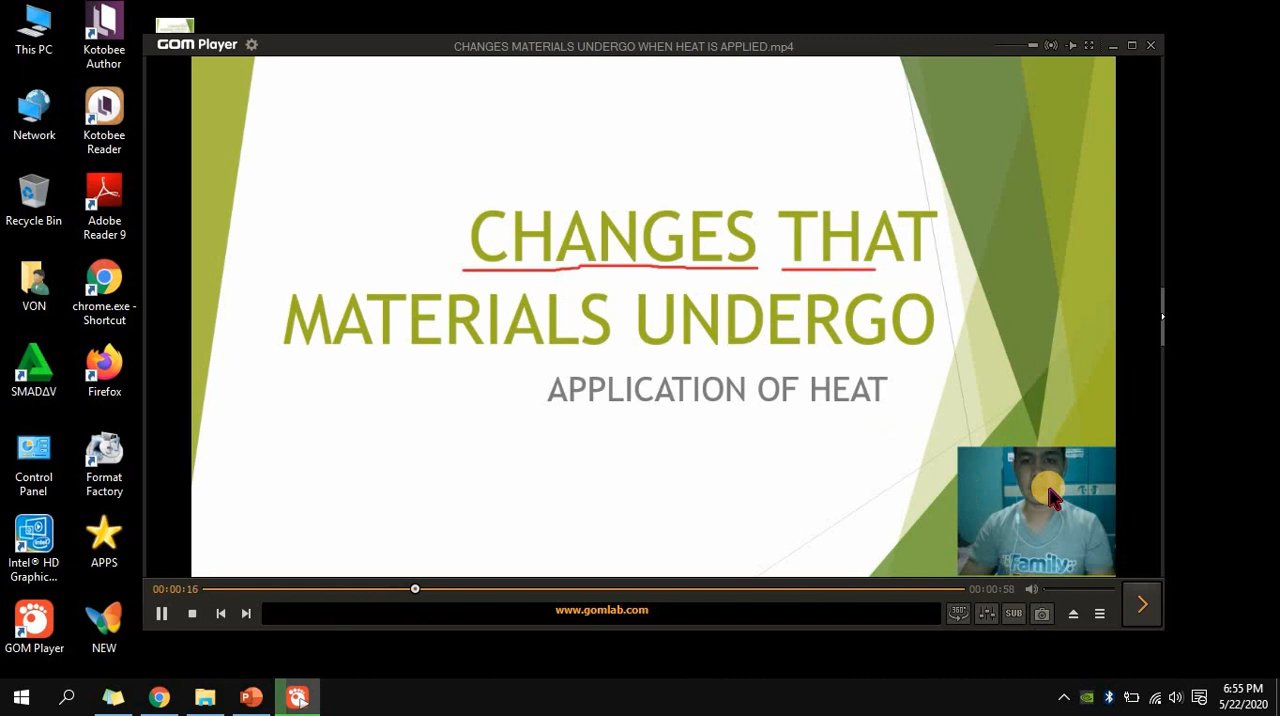 This PC
Kotobee Author
Network
Kotobee Reader
Recycle Bin
Adobe Reader 9
VON
chrome.exe - Shortcut
SMADAV
Firefox
Control Panel
Format Factory
Intel® HD Graphic...
APPS
GOM Player
NEW
GOM Player
CHANGES MATERIALS UNDERGO WHEN HEAT IS APPLIED.mp4
CHANGES THAT
MATERIALS UNDERGO
APPLICATION OF HEAT
Family
00:00:16
00:00:58
www.gomlab.com
360°
SUB
6:55 PM
5/22/2020